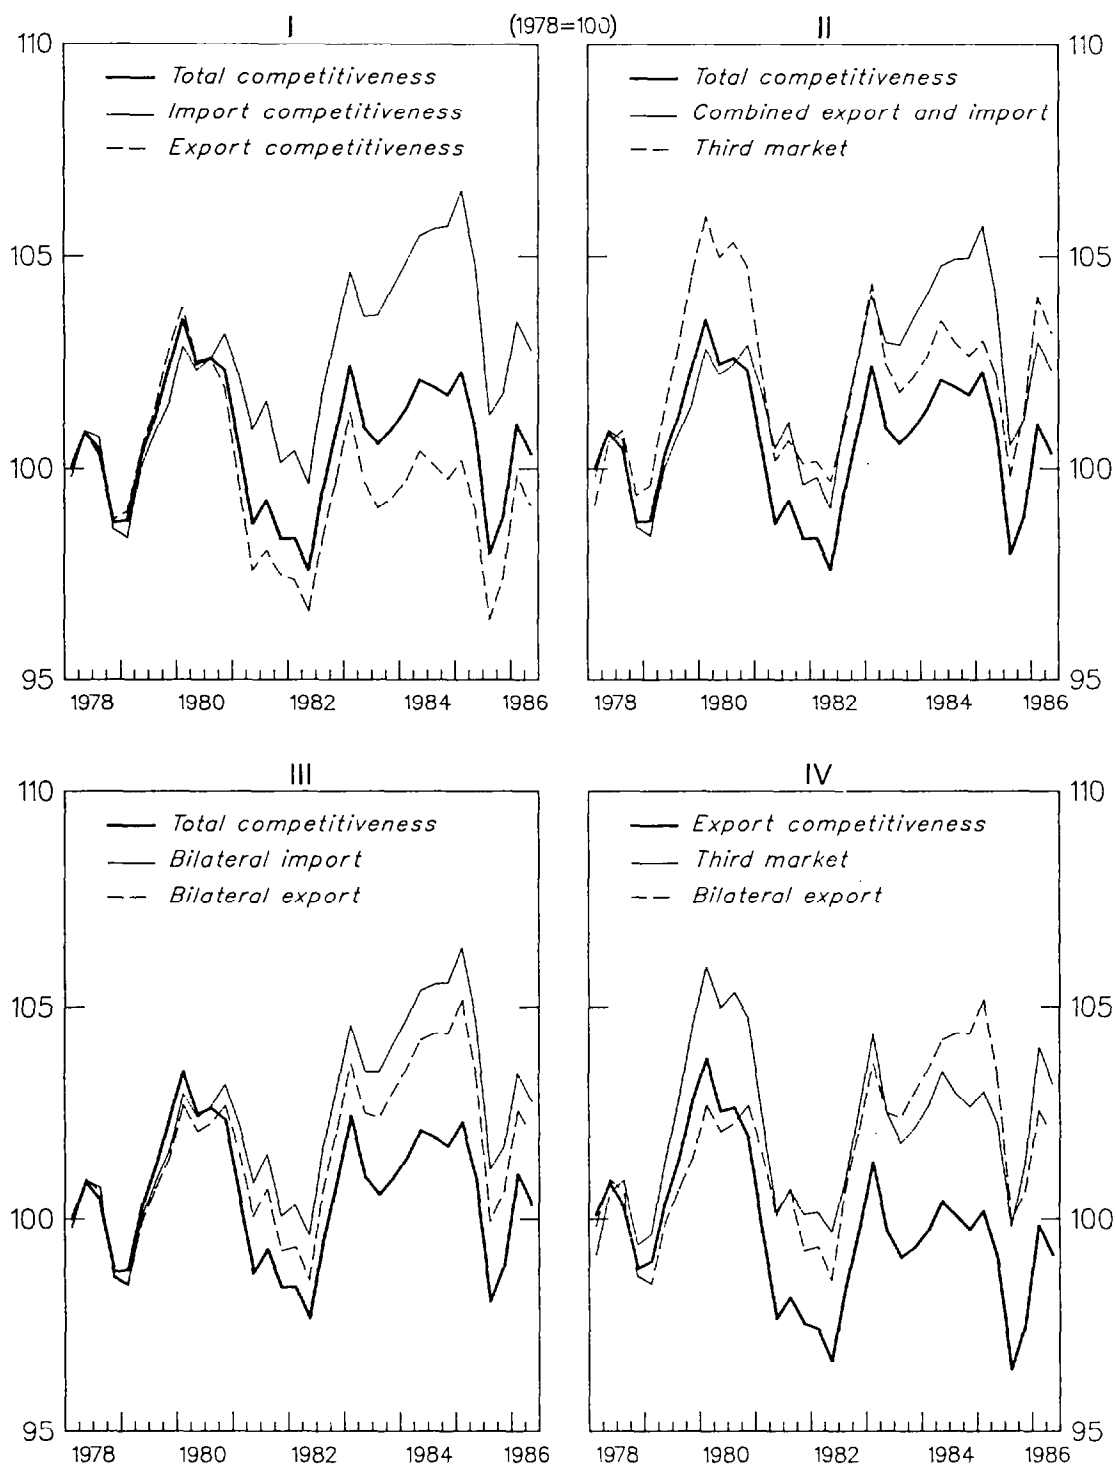 I (1978=100) II
110 110
Total competitiveness
Import competitiveness
Export competitiveness
Total competitiveness
Combined export and import
Third market
105 105
100 100
95 95
1978 1980 1982 1984 1986
1978 1980 1982 1984 1986
III IV
110 110
Total competitiveness
Bilateral import
Bilateral export
Export competitiveness
Third market
Bilateral export
105 105
100 100
95 95
1978 1980 1982 1984 1986
1978 1980 1982 1984 1986